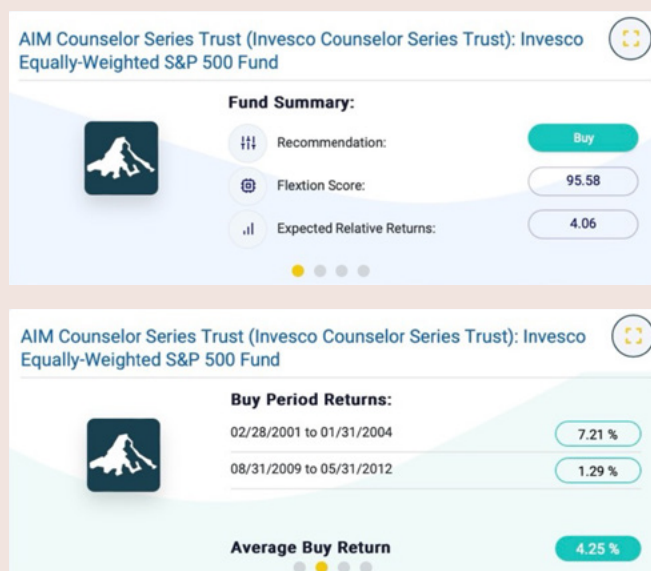 AIM Counselor Series Trust (Invesco Counselor Series Trust): Invesco
Equally-Weighted S&P 500 Fund
Fund Summary:
Recommendation: Buy
Flextion Score: 95.58
Expected Relative Returns: 4.06
AIM Counselor Series Trust (Invesco Counselor Series Trust): Invesco
Equally-Weighted S&P 500 Fund
Buy Period Returns:
02/28/2001 to 01/31/2004 7.21 %
08/31/2009 to 05/31/2012 1.29 %
Average Buy Return 4.25 %